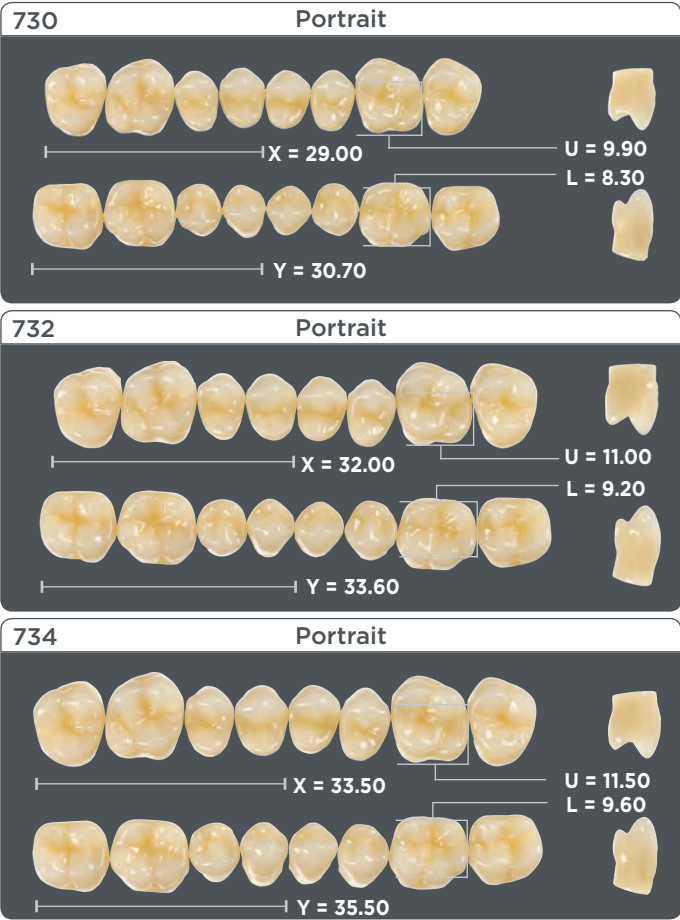 730 Portrait
X = 29.00
U = 9.90
L = 8.30
Y = 30.70
732 Portrait
X = 32.00
U = 11.00
L = 9.20
Y = 33.60
734 Portrait
X = 33.50
U = 11.50
L = 9.60
Y = 35.50